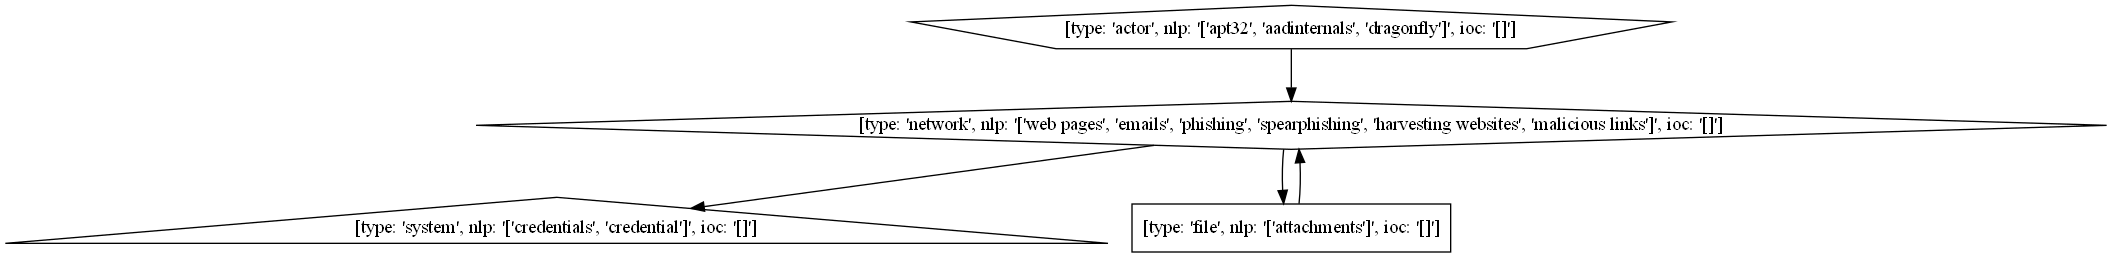 [type: 'actor', nlp: '['apt32', 'aadinternals', 'dragonfly']', ioc: '[]']
[type: 'network', nlp: '['web pages', 'emails', 'phishing', 'spearphishing', 'harvesting websites', 'malicious links']', ioc: '[]']
[type: 'system', nlp: '['credentials', 'credential']', ioc: '[]']
[type: 'file', nlp: '['attachments']', ioc: '[]']